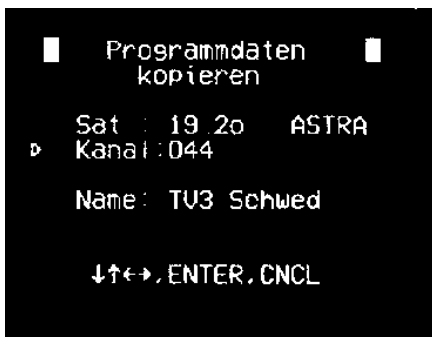 Programmdaten
kopieren
Sat : 19.2o ASTRA
Kanal:044
Name: TV3 Schwed
↓↑←→,ENTER,CNCL